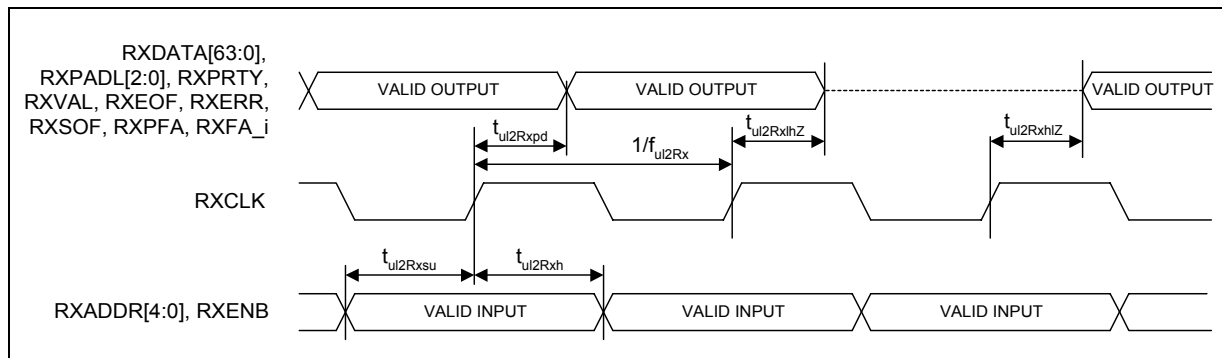 RXDATA[63:0],
RXPADL[2:0], RXPRTY,
RXVAL, RXEOF, RXERR,
RXSOF, RXPFA, RXFA_i
VALID OUTPUT
VALID OUTPUT
VALID OUTPUT
tul2Rxpd
1/ful2Rx
tul2RxlhZ
tul2RxhlZ
RXCLK
tul2Rxsu
tul2Rxh
RXADDR[4:0], RXENB
VALID INPUT
VALID INPUT
VALID INPUT